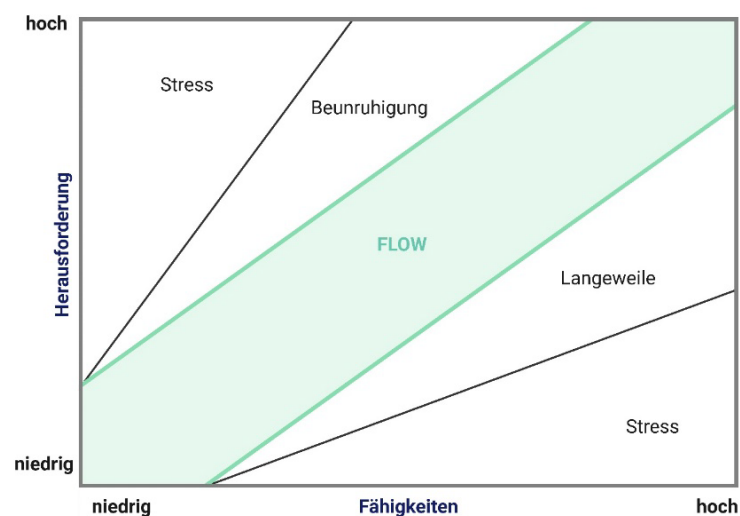 hoch
Stress
Beunruhigung
Herausforderung
FLOW
Langeweile
Stress
niedrig
niedrig
Fähigkeiten
hoch